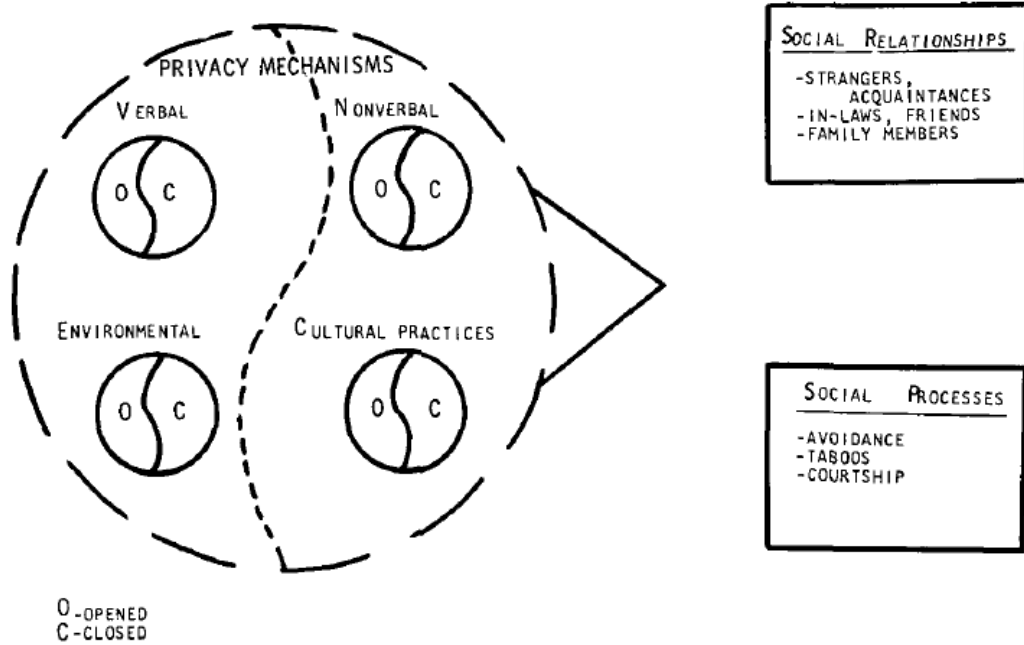 PRIVACY MECHANISMS
VERBAL
NONVERBAL
O C
O C
ENVIRONMENTAL
CULTURAL PRACTICES
O C
O C
O-OPENED
C-CLOSED
SOCIAL RELATIONSHIPS
-STRANGERS,
ACQUAINTANCES
-IN-LAWS, FRIENDS
-FAMILY MEMBERS
SOCIAL PROCESSES
-AVOIDANCE
-TABOOS
-COURTSHIP